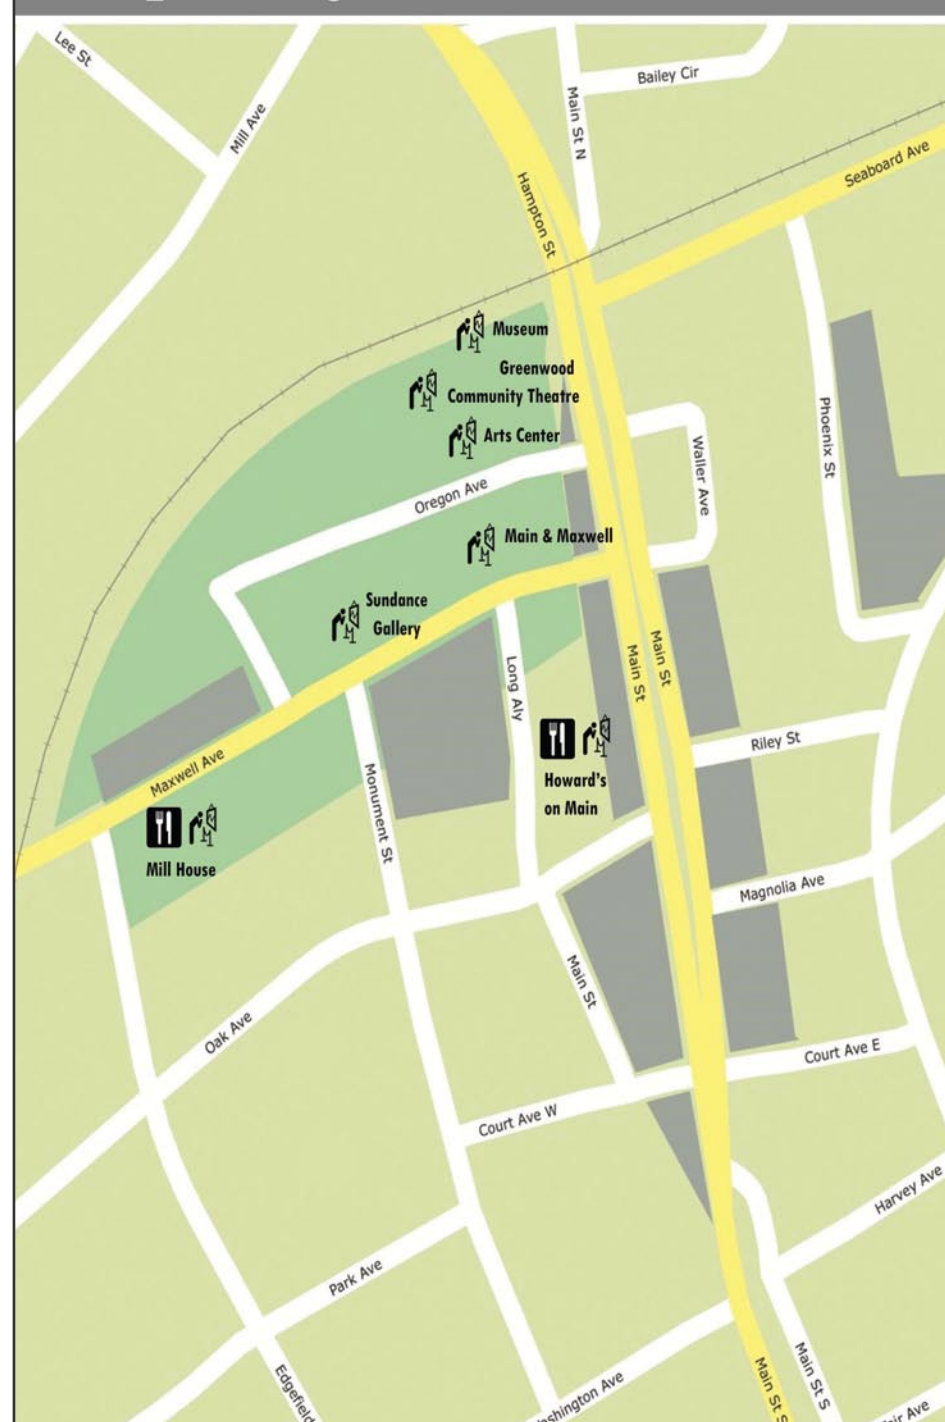 Lee St
Mill Ave
Bailey Cir
Main St N
Seaboard Ave
Hampton St
Museum
Greenwood
Community Theatre
Arts Center
Phoenix St
Waller Ave
Oregon Ave
Main & Maxwell
Sundance
Gallery
Long Aly
Main St
Main St
Riley St
Maxwell Ave
Howard's
on Main
Monument St
Mill House
Magnolia Ave
Main St
Oak Ave
Court Ave E
Court Ave W
Harvey Ave
Park Ave
Edgefield
Ave
Main St S
Main St S
Ave